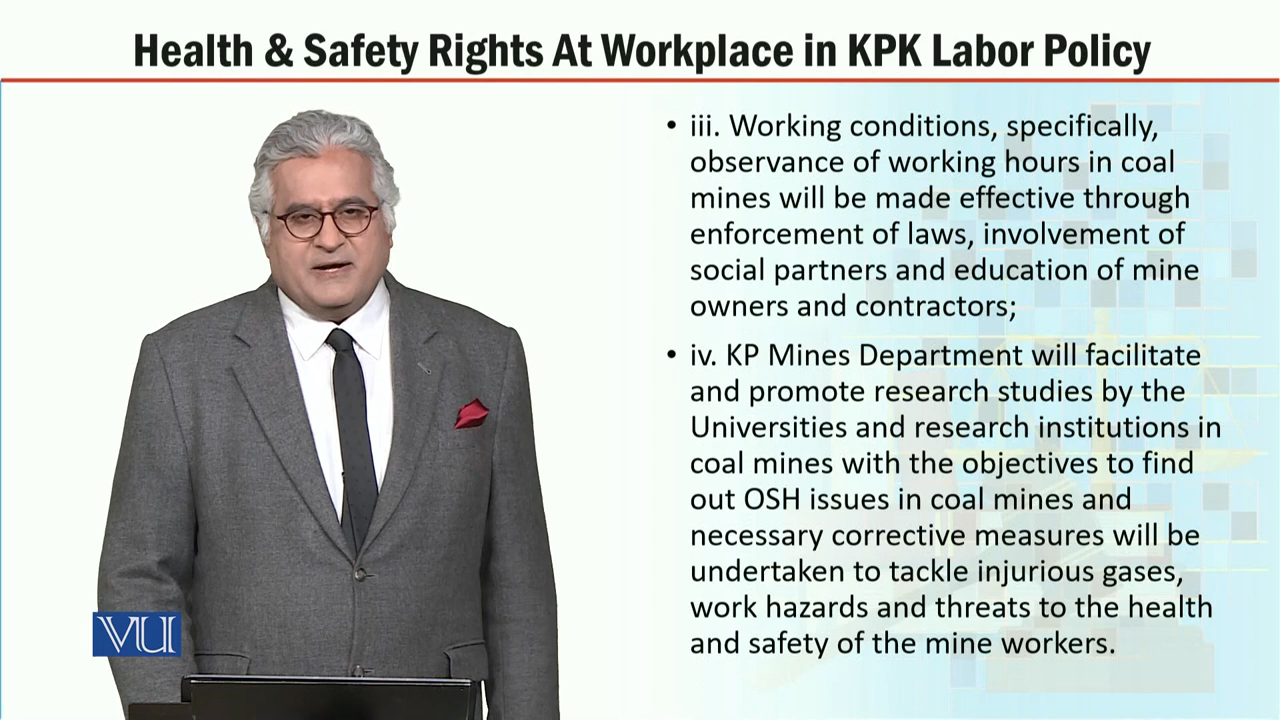 Health & Safety Rights At Workplace in KPK Labor Policy
• iii. Working conditions, specifically,
observance of working hours in coal
mines will be made effective through
enforcement of laws, involvement of
social partners and education of mine
owners and contractors;
• iv. KP Mines Department will facilitate
and promote research studies by the
Universities and research institutions in
coal mines with the objectives to find
out OSH issues in coal mines and
necessary corrective measures will be
undertaken to tackle injurious gases,
work hazards and threats to the health
and safety of the mine workers.
VU